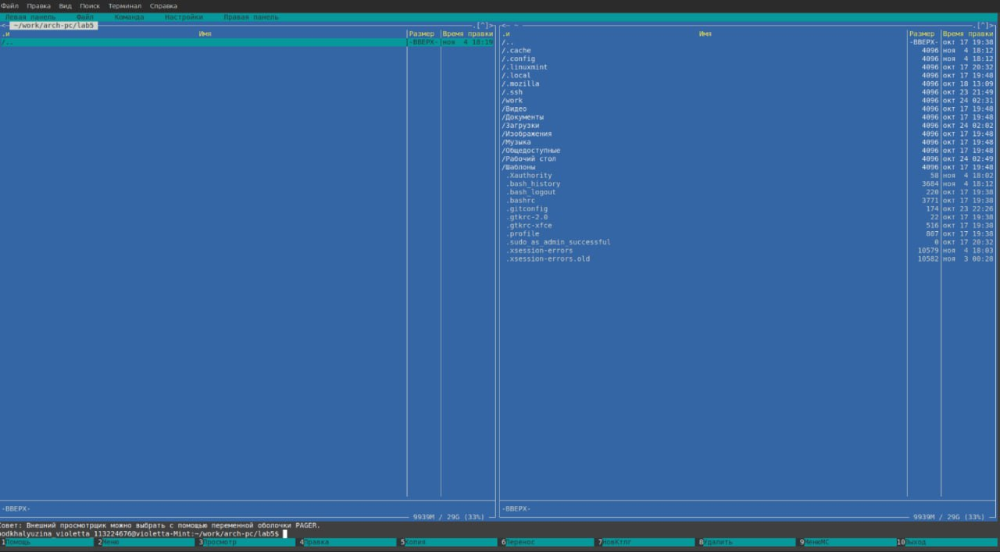 Файл Правка Вид Поиск Терминал Справка
Левая панель Файл Команда Настройки Правая панель
<─ ~/work/arch-pc/lab5 .[^]>
.и Имя Размер Время правки
/.. -ВВЕРХ- ноя 4 18:19
-ВВЕРХ-
9939M / 29G (33%)
<─ ~ .[^]>
.и Имя Размер Время правки
/.. -ВВЕРХ- окт 17 19:38
/.cache 4096 ноя 4 18:12
/.config 4096 ноя 4 18:12
/.linuxmint 4096 окт 17 20:32
/.local 4096 окт 17 19:48
/.mozilla 4096 окт 18 13:09
/.ssh 4096 окт 23 21:49
/work 4096 окт 24 02:31
/Видео 4096 окт 17 19:48
/Документы 4096 окт 17 19:48
/Загрузки 4096 окт 24 02:02
/Изображения 4096 окт 17 19:48
/Музыка 4096 окт 17 19:48
/Общедоступные 4096 окт 17 19:48
/Рабочий стол 4096 окт 24 02:49
/Шаблоны 4096 окт 17 19:48
.Xauthority 58 ноя 4 18:02
.bash_history 3684 ноя 4 18:12
.bash_logout 220 окт 17 19:38
.bashrc 3771 окт 17 19:38
.gitconfig 174 окт 23 22:26
.gtkrc-2.0 22 окт 17 19:38
.gtkrc-xfce 516 окт 17 19:38
.profile 807 окт 17 19:38
.sudo_as_admin_successful 0 окт 17 20:32
.xsession-errors 10579 ноя 4 18:03
.xsession-errors.old 10582 ноя 3 00:28
-ВВЕРХ-
9939M / 29G (33%)
Совет: Внешний просмотрщик можно выбрать с помощью переменной оболочки PAGER.
podkhalyuzina_violetta_113224676@violetta-Mint:~/work/arch-pc/lab5$
1Помощь 2Меню 3Просмотр 4Правка 5Копия 6Перенос 7НовКтлг 8Удалить 9МенюМС 10Выход